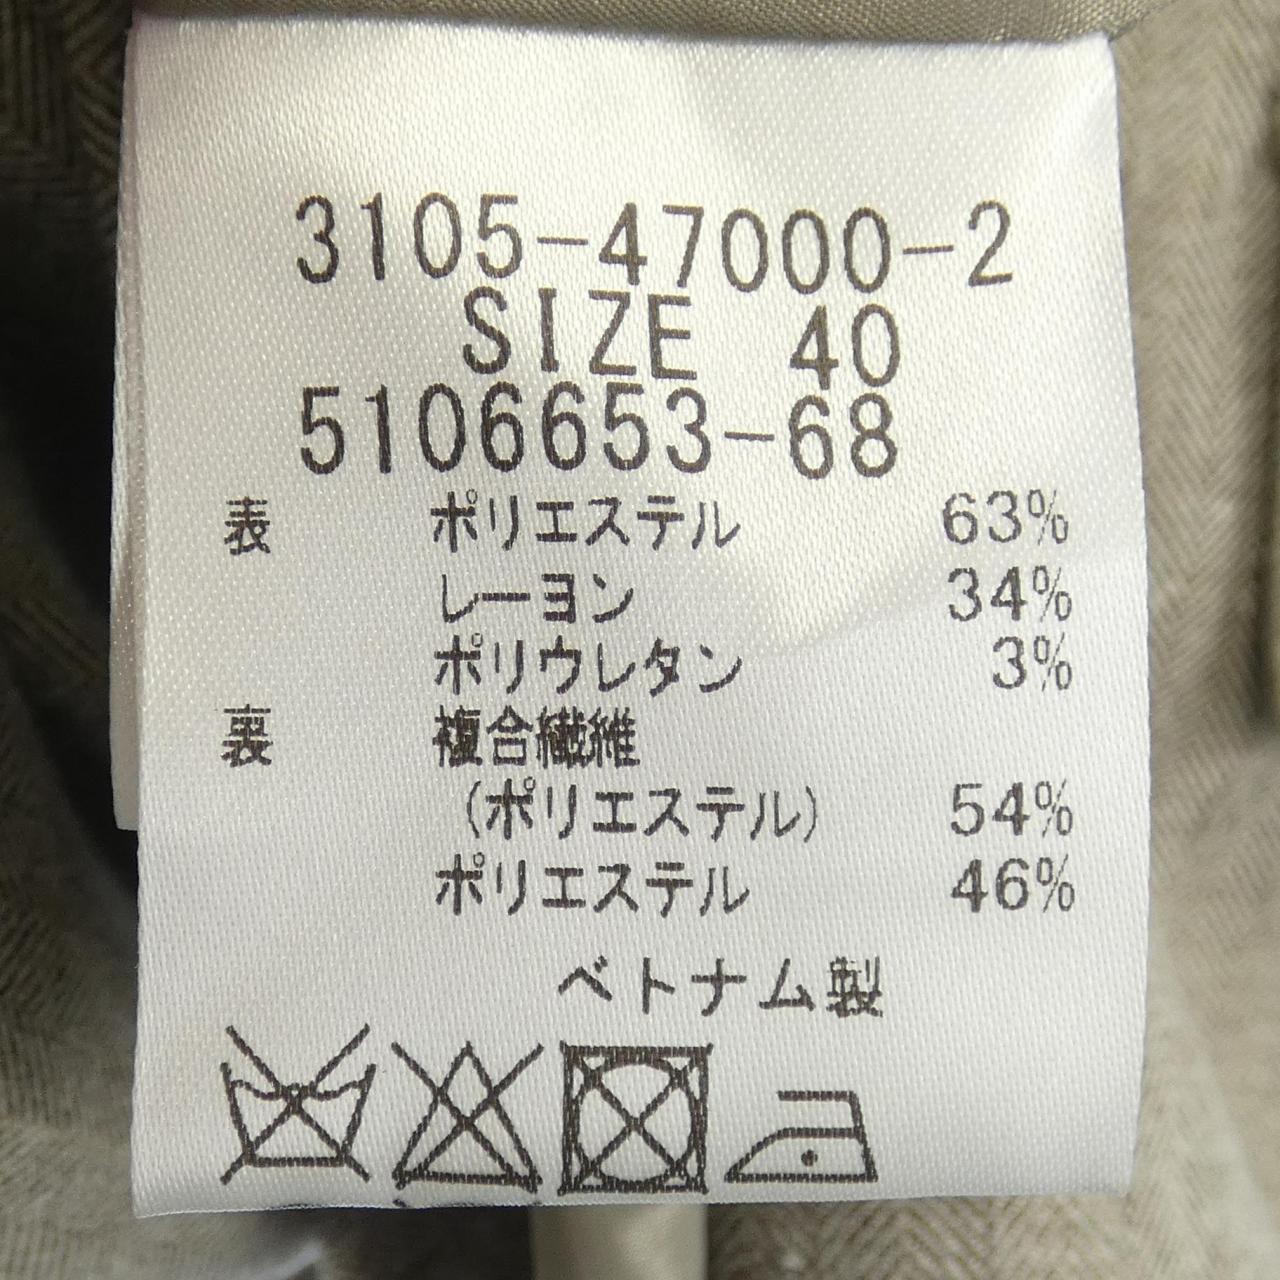 3105-47000-2
SIZE 40
5106653-68
表 ポリエステル 63%
レーヨン 34%
ポリウレタン 3%
裏 複合繊維
(ポリエステル) 54%
ポリエステル 46%
ベトナム製